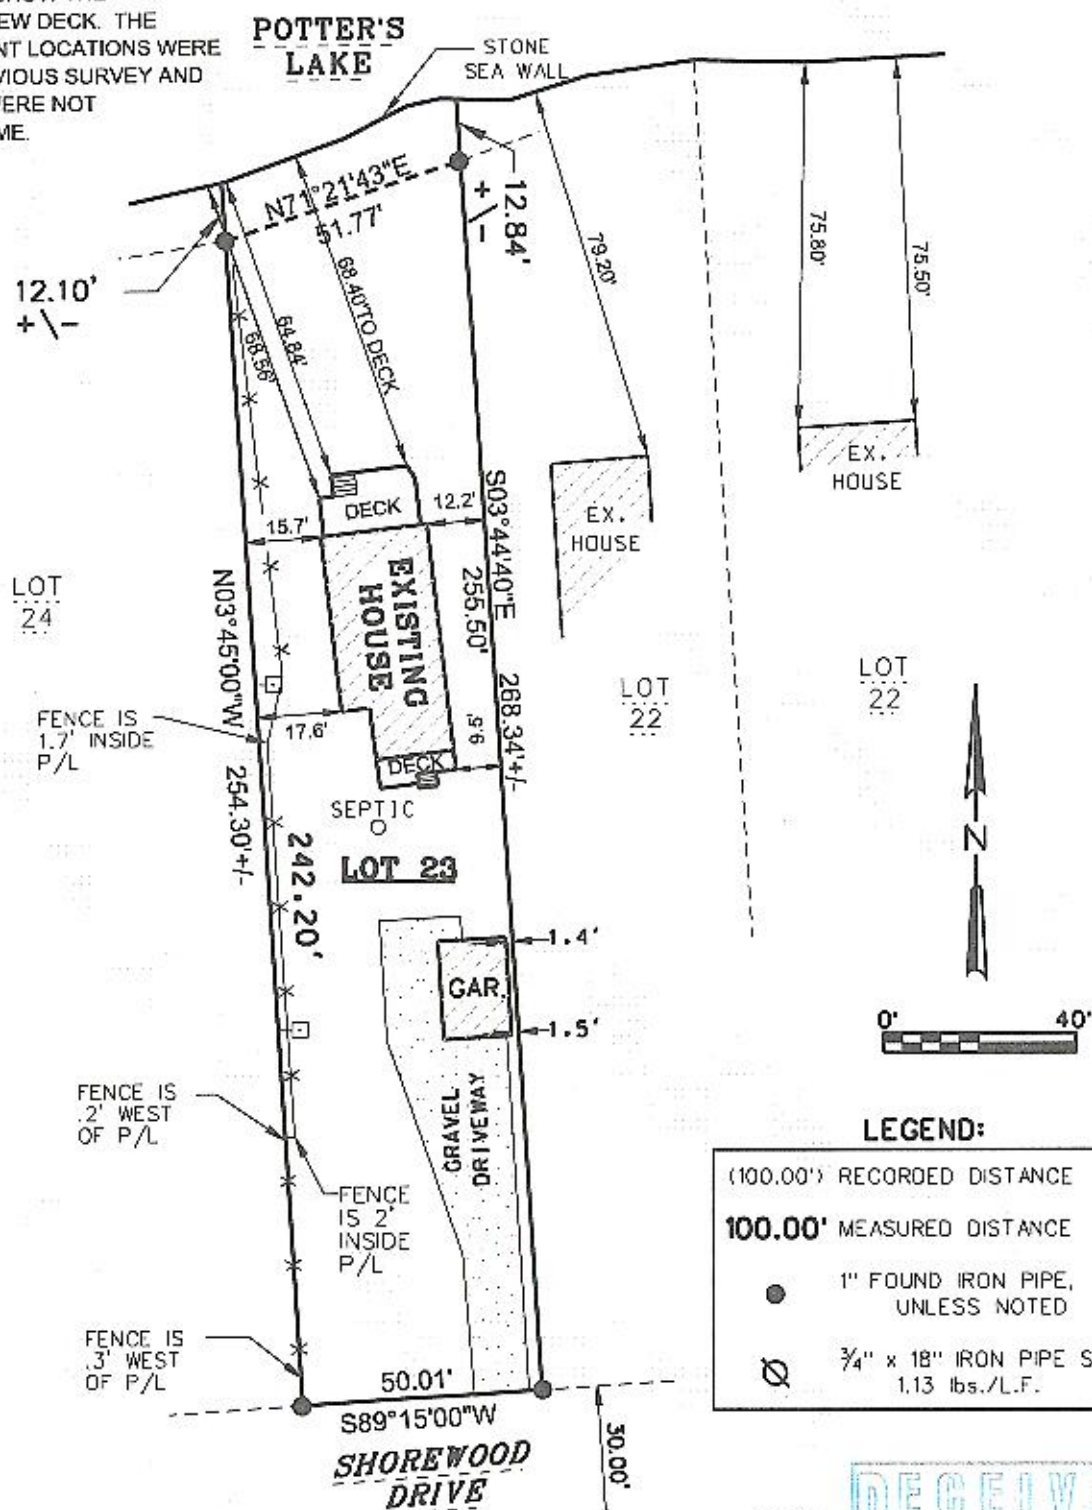 EW DECK. THE
NT LOCATIONS WERE
VIOUS SURVEY AND
WERE NOT
ME.
POTTER'S
LAKE
STONE
SEA WALL
N71°21'43"E
51.77'
12.84'
+\-
12.10'
+\-
68.56'
64.84'
68.40'TO DECK
79.20'
75.80'
75.50'
DECK
15.7'
12.2'
EX.
HOUSE
EX.
HOUSE
EXISTING
HOUSE
S03°44'40"E
255.50'
268.34'+/-
LOT
24
N03°45'00"W
254.30'+/-
242.20'
LOT
22
LOT
22
FENCE IS
1.7' INSIDE
P/L
17.6'
9.5'
DECK
SEPTIC
LOT 23
N
GAR.
1.4'
1.5'
0'
40'
GRAVEL
DRIVEWAY
FENCE IS
.2' WEST
OF P/L
FENCE
IS 2'
INSIDE
P/L
FENCE IS
.3' WEST
OF P/L
50.01'
S89°15'00"W
SHOREWOOD
DRIVE
30.00'
LEGEND:
(100.00') RECORDED DISTANCE
100.00' MEASURED DISTANCE
1" FOUND IRON PIPE,
UNLESS NOTED
3/4" x 18" IRON PIPE S
1.13 lbs./L.F.